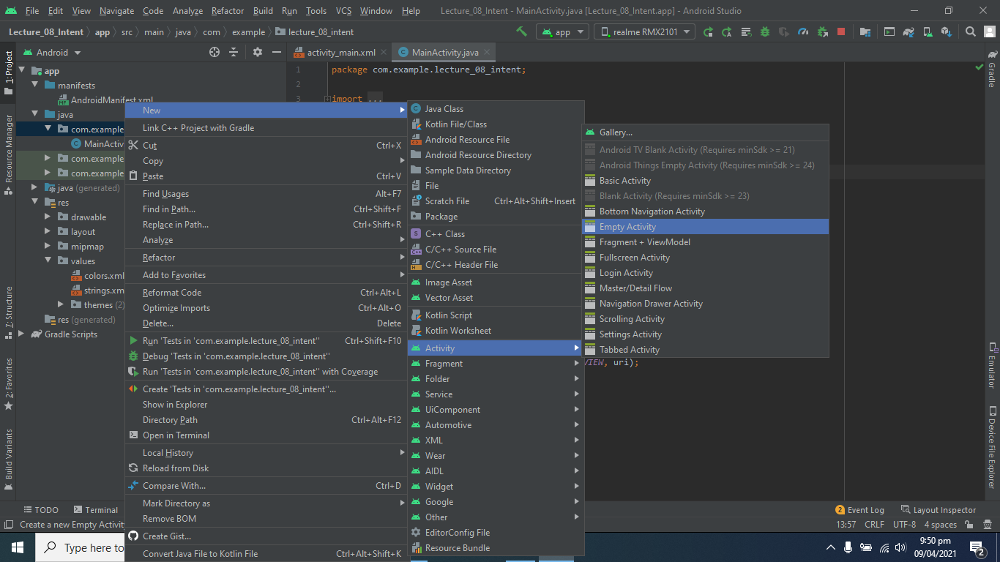 File Edit View Navigate Code Analyze Refactor Build Run Tools VCS Window Help Lecture_08_Intent - MainActivity.java [Lecture_08_Intent.app] - Android Studio
Lecture_08_Intent app src main java com example lecture_08_intent app realme RMX2101
1: Project
Resource Manager
7: Structure
2: Favorites
Build Variants
Android
app
manifests
AndroidManifest.xml
java
com.example
MainActiv
com.example
com.example
java (generated)
res
drawable
layout
mipmap
values
colors.xml
strings.xm
themes (2)
res (generated)
Gradle Scripts
activity_main.xml MainActivity.java
1 package com.example.lecture_08_intent;
2
3 import ...
New
Link C++ Project with Gradle
Cut Ctrl+X
Copy
Paste Ctrl+V
Find Usages Alt+F7
Find in Path... Ctrl+Shift+F
Replace in Path... Ctrl+Shift+R
Analyze
Refactor
Add to Favorites
Reformat Code Ctrl+Alt+L
Optimize Imports Ctrl+Alt+O
Delete... Delete
Run 'Tests in 'com.example.lecture_08_intent'' Ctrl+Shift+F10
Debug 'Tests in 'com.example.lecture_08_intent''
Run 'Tests in 'com.example.lecture_08_intent'' with Coverage
Create 'Tests in 'com.example.lecture_08_intent''...
Show in Explorer
Directory Path Ctrl+Alt+F12
Open in Terminal
Local History
Reload from Disk
Compare With... Ctrl+D
Mark Directory as
Remove BOM
Create Gist...
Convert Java File to Kotlin File Ctrl+Alt+Shift+K
Java Class
Kotlin File/Class
Android Resource File
Android Resource Directory
Sample Data Directory
File
Scratch File Ctrl+Alt+Shift+Insert
Package
C++ Class
C/C++ Source File
C/C++ Header File
Image Asset
Vector Asset
Kotlin Script
Kotlin Worksheet
Activity
Fragment
Folder
Service
UiComponent
Automotive
XML
Wear
AIDL
Widget
Google
Other
EditorConfig File
Resource Bundle
Gallery...
Android TV Blank Activity (Requires minSdk >= 21)
Android Things Empty Activity (Requires minSdk >= 24)
Basic Activity
Blank Activity (Requires minSdk >= 23)
Bottom Navigation Activity
Empty Activity
Fragment + ViewModel
Fullscreen Activity
Login Activity
Master/Detail Flow
Navigation Drawer Activity
Scrolling Activity
Settings Activity
Tabbed Activity
VIEW, uri);
Gradle
Emulator
Device File Explorer
TODO Terminal 2 Event Log Layout Inspector
Create a new Empty Activity 13:57 CRLF UTF-8 4 spaces
Type here to 9:50 pm
09/04/2021 2